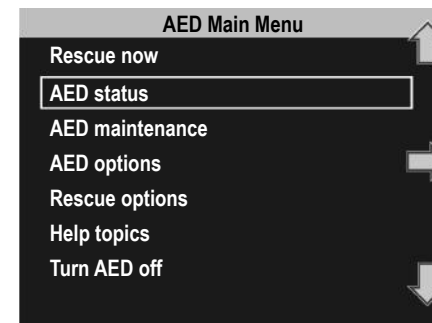 AED Main Menu
Rescue now
AED status
AED maintenance
AED options
Rescue options
Help topics
Turn AED off